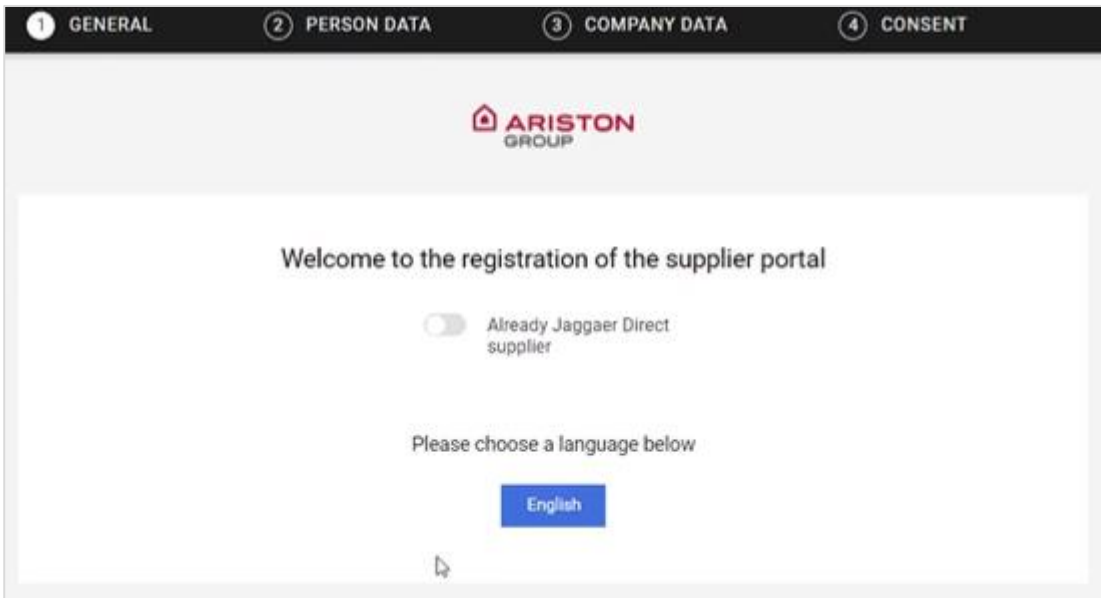 1 GENERAL 2 PERSON DATA 3 COMPANY DATA 4 CONSENT
ARISTON
GROUP
Welcome to the registration of the supplier portal
Already Jaggaer Direct
supplier
Please choose a language below
English